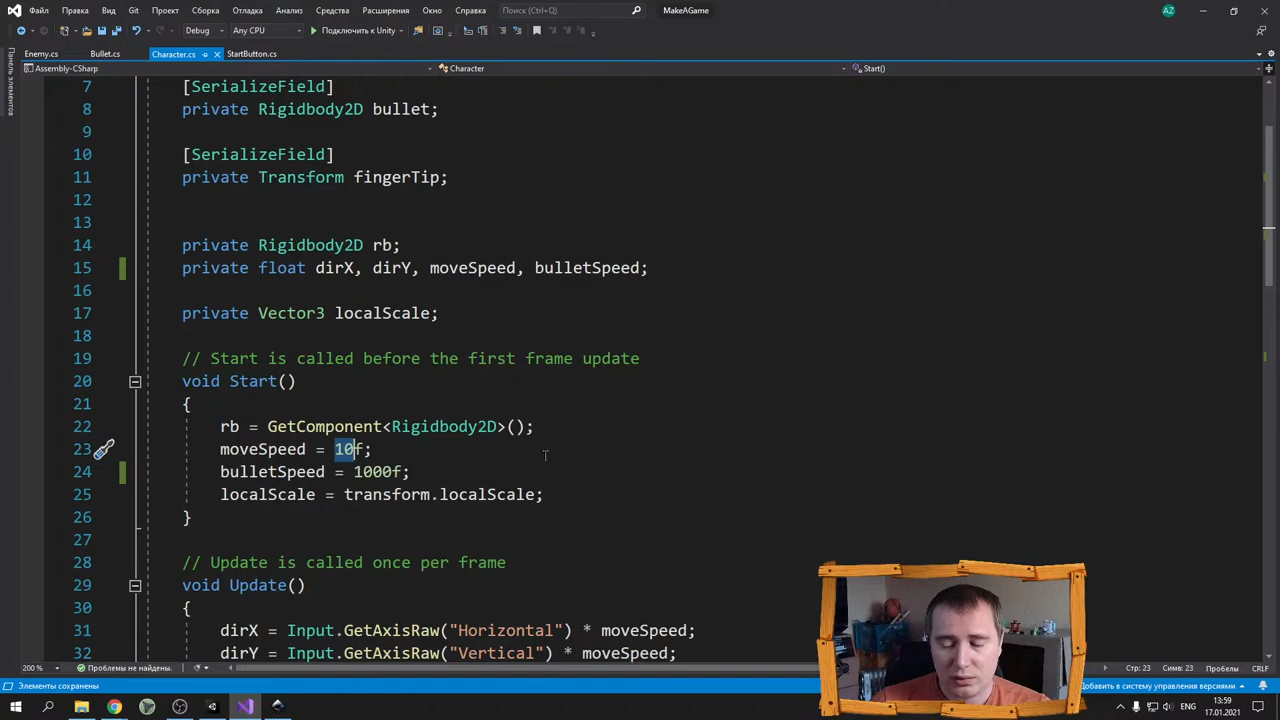 Файл Правка Вид Git Проект Сборка Отладка Анализ Средства Расширения Окно Справка Поиск (Ctrl+Q) MakeAGame AZ
Debug Any CPU Подключить к Unity
Enemy.cs Bullet.cs Character.cs StartButton.cs
Assembly-CSharp Character Start()
Панель элементов
7 [SerializeField]
8 private Rigidbody2D bullet;
9
10 [SerializeField]
11 private Transform fingerTip;
12
13
14 private Rigidbody2D rb;
15 private float dirX, dirY, moveSpeed, bulletSpeed;
16
17 private Vector3 localScale;
18
19 // Start is called before the first frame update
20 void Start()
21 {
22 rb = GetComponent<Rigidbody2D>();
23 moveSpeed = 10f;
24 bulletSpeed = 1000f;
25 localScale = transform.localScale;
26 }
27
28 // Update is called once per frame
29 void Update()
30 {
31 dirX = Input.GetAxisRaw("Horizontal") * moveSpeed;
32 dirY = Input.GetAxisRaw("Vertical") * moveSpeed;
200 % Проблемы не найдены. Стр: 23 Симв: 23 Пробелы CRLF
Элементы сохранены Добавить в систему управления версиями
ENG 13:59
17.01.2021